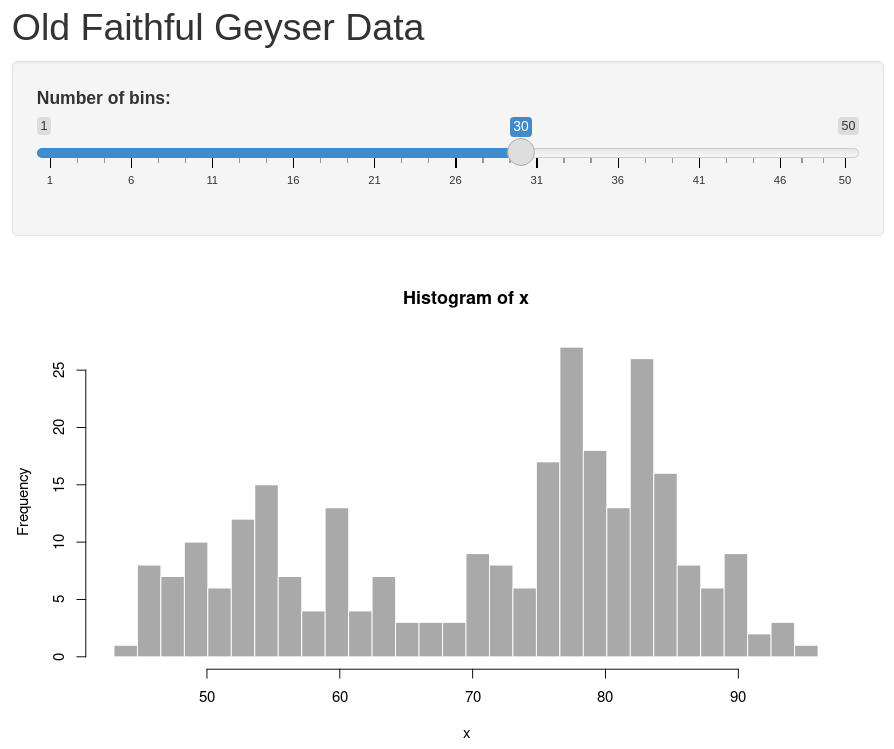 Old Faithful Geyser Data
Number of bins:
1 30 50
1 6 11 16 21 26 31 36 41 46 50
Histogram of x
25
20
15
10
5
0
Frequency
50 60 70 80 90
x